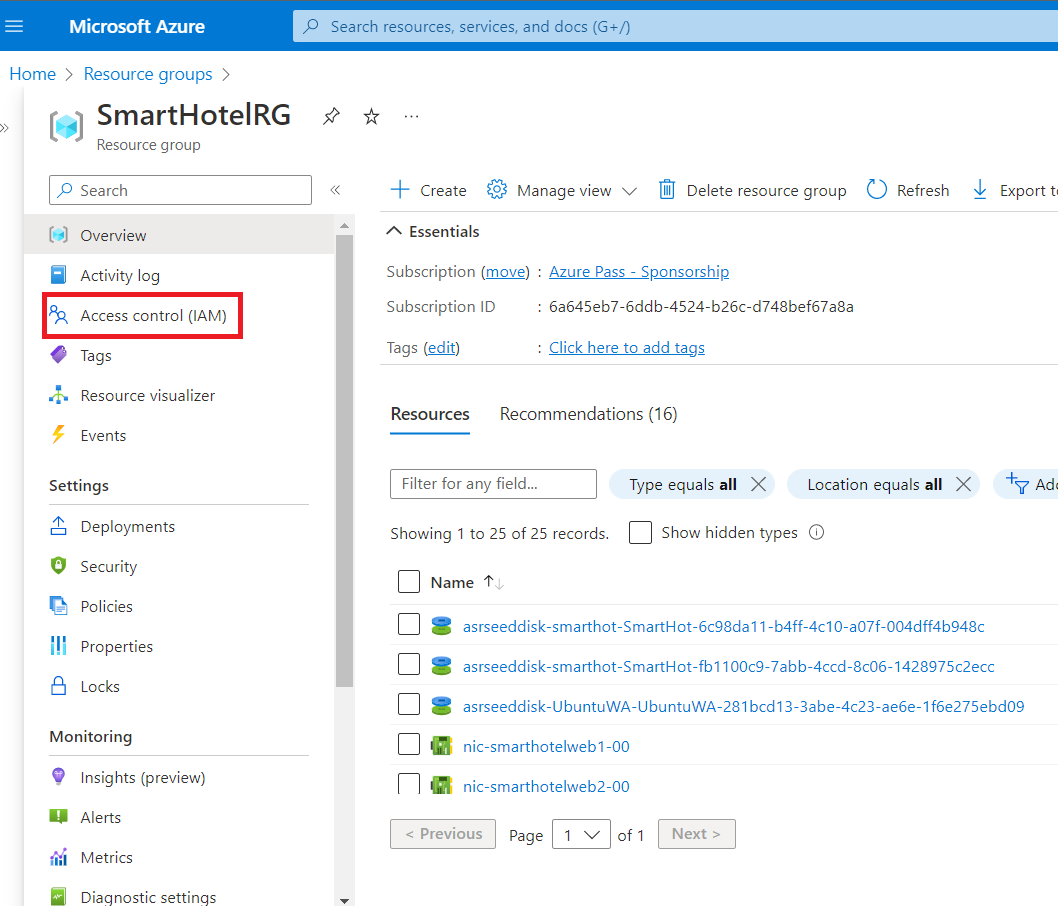 Microsoft Azure
Search resources, services, and docs (G+/)
Home > Resource groups >
SmartHotelRG
Resource group
Search
Overview
Activity log
Access control (IAM)
Tags
Resource visualizer
Events
Settings
Deployments
Security
Policies
Properties
Locks
Monitoring
Insights (preview)
Alerts
Metrics
Diagnostic settings
Create Manage view Delete resource group Refresh Export to
Essentials
Subscription (move) : Azure Pass - Sponsorship
Subscription ID : 6a645eb7-6ddb-4524-b26c-d748bef67a8a
Tags (edit) : Click here to add tags
Resources Recommendations (16)
Filter for any field... Type equals all Location equals all Add
Showing 1 to 25 of 25 records. Show hidden types
Name
asrseeddisk-smarthot-SmartHot-6c98da11-b4ff-4c10-a07f-004dff4b948c
asrseeddisk-smarthot-SmartHot-fb1100c9-7abb-4ccd-8c06-1428975c2ecc
asrseeddisk-UbuntuWA-UbuntuWA-281bcd13-3abe-4c23-ae6e-1f6e275ebd09
nic-smarthotelweb1-00
nic-smarthotelweb2-00
< Previous Page 1 of 1 Next >